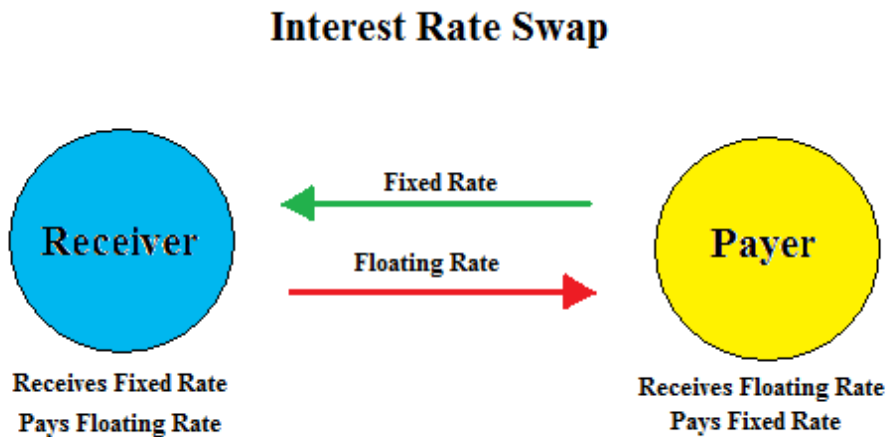 Interest Rate Swap
Fixed Rate
Receiver
Payer
Floating Rate
Receives Fixed Rate
Pays Floating Rate
Receives Floating Rate
Pays Fixed Rate